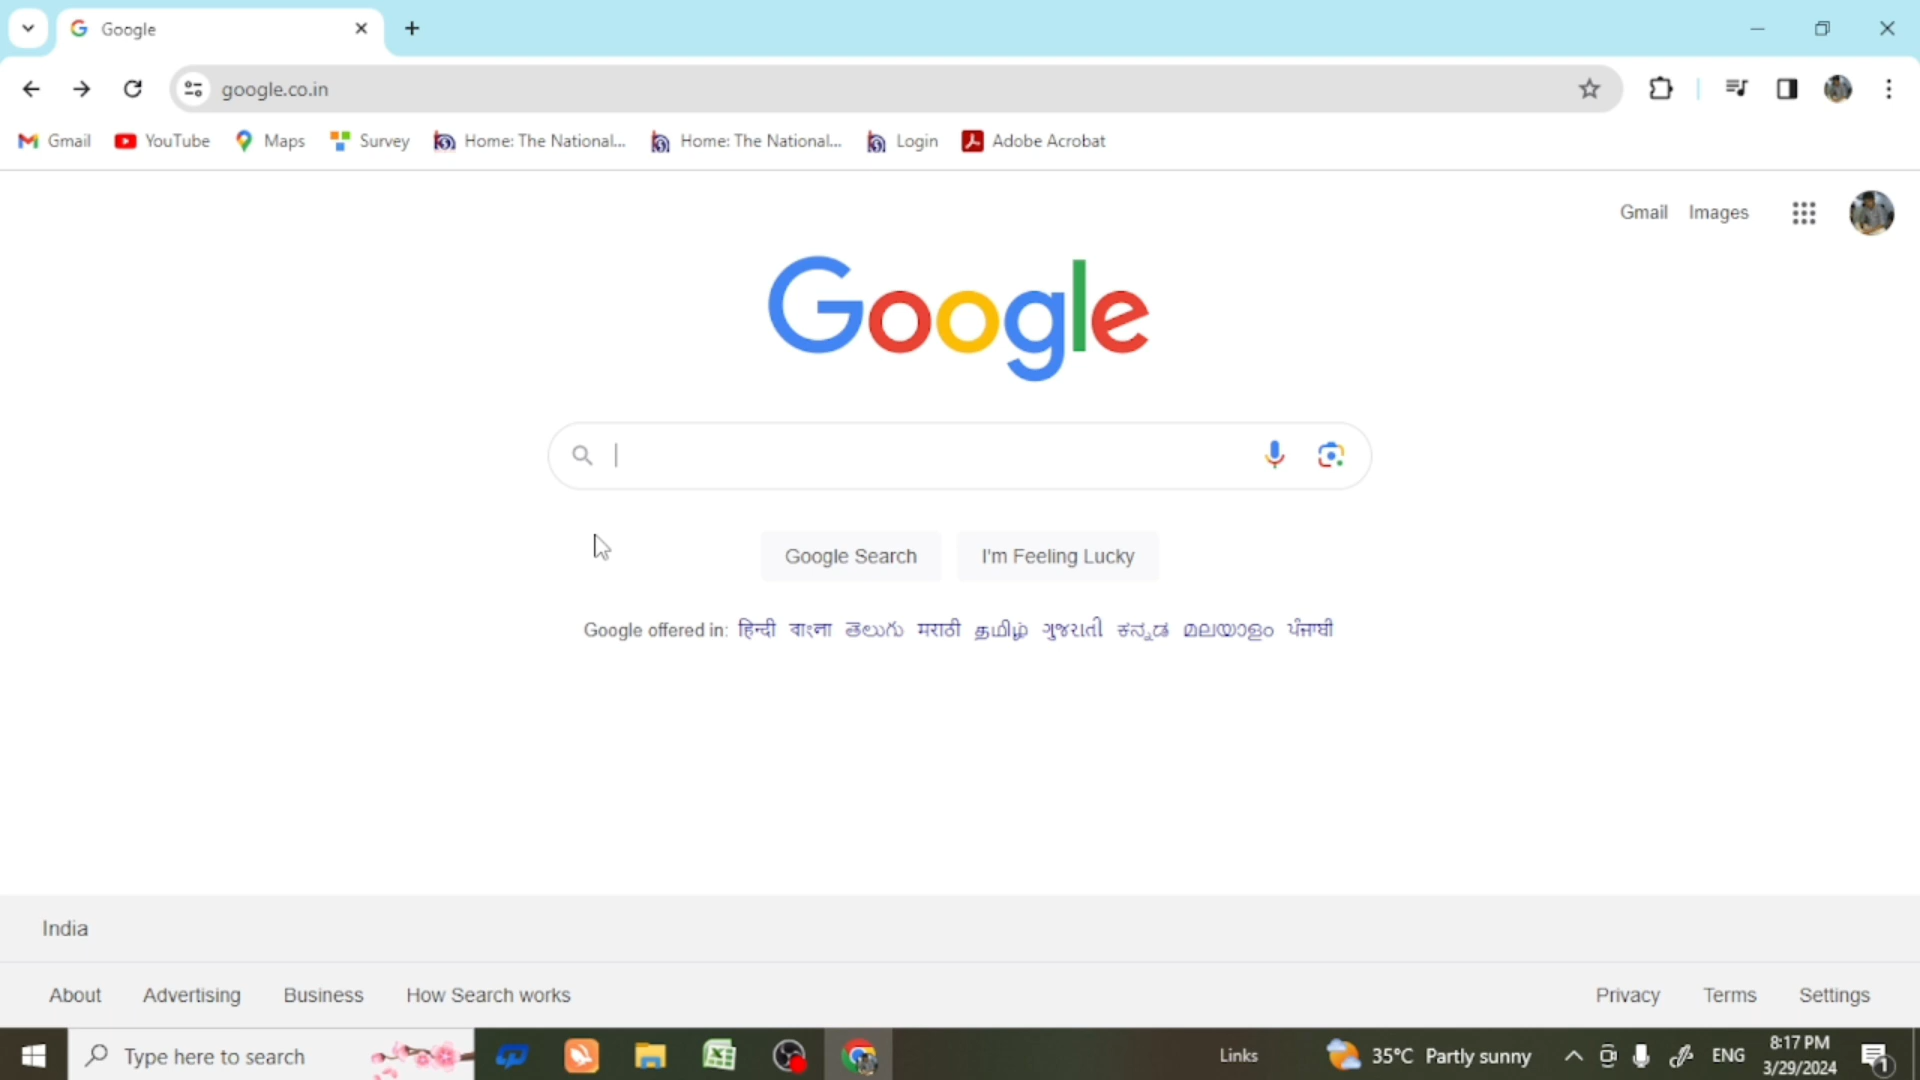 Google
google.co.in
Gmail YouTube Maps Survey Home: The National... Home: The National... Login Adobe Acrobat
Gmail Images
Google
Google Search I'm Feeling Lucky
Google offered in: हिन्दी বাংলা తెలుగు मराठी தமிழ் ગુજરાતી ಕನ್ನಡ മലയാളം ਪੰਜਾਬੀ
India
About Advertising Business How Search works Privacy Terms Settings
Type here to search Links 35°C Partly sunny ENG 8:17 PM
3/29/2024 1